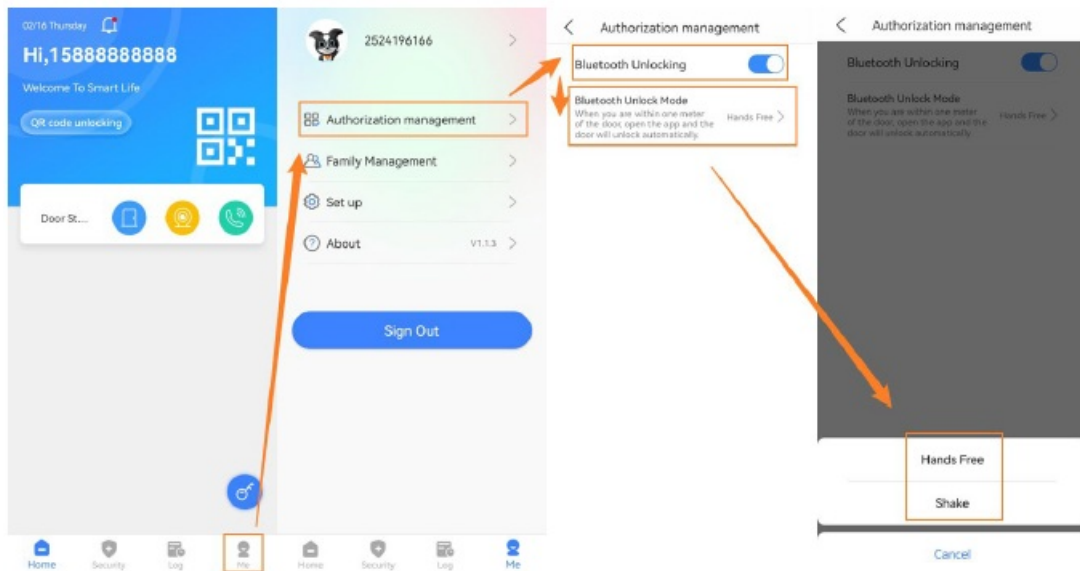 02/16 Thursday
Hi,15888888888
Welcome To Smart Life
QR code unlocking
Door St....
Home
Security
Log
Me
2524196166
Authorization management
Family Management
Set up
About
V1.1.3
Sign Out
Home
Security
Log
Me
Authorization management
Bluetooth Unlocking
Bluetooth Unlock Mode
When you are within one meter
of the door, open the app and the
door will unlock automatically.
Hands Free
Authorization management
Bluetooth Unlocking
Bluetooth Unlock Mode
When you are within one meter
of the door, open the app and the
door will unlock automatically.
Hands Free
Hands Free
Shake
Cancel